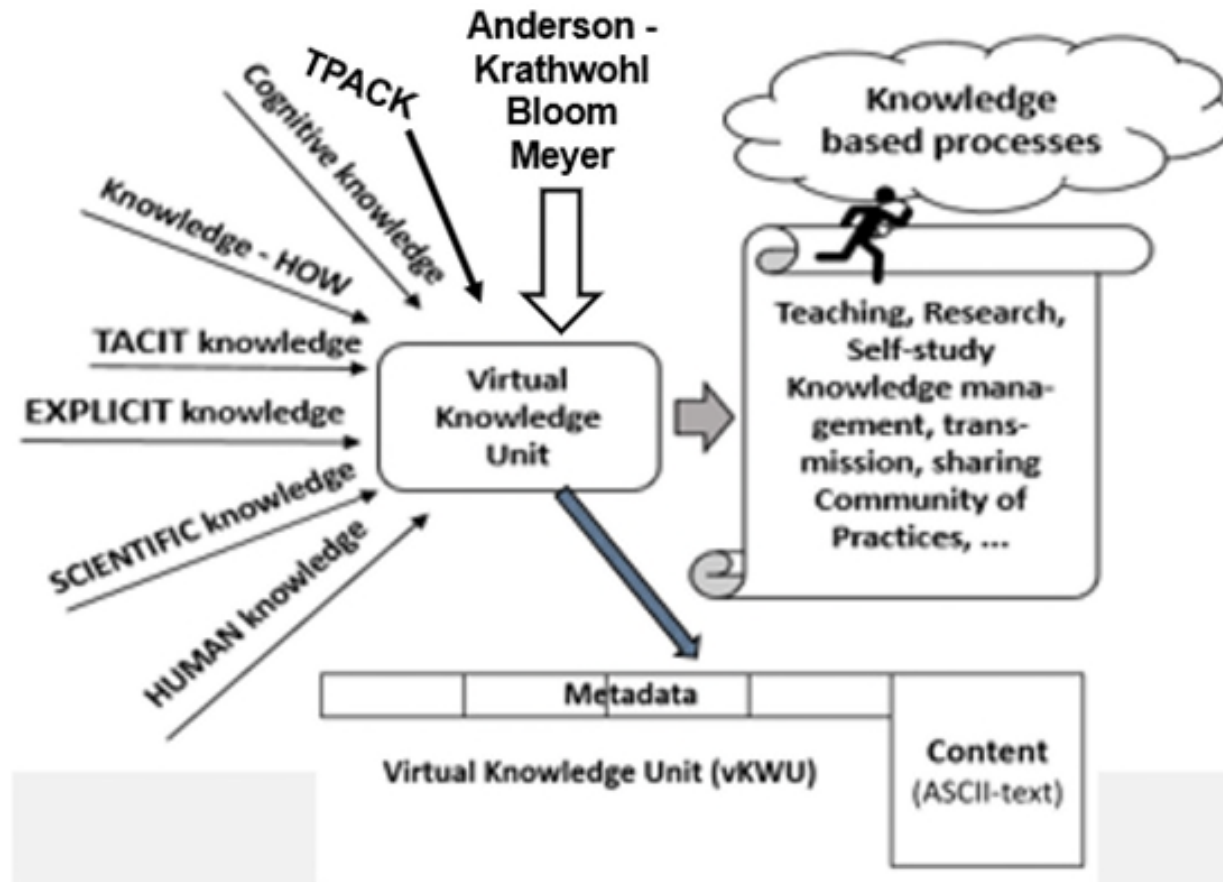 Anderson -
Krathwohl
Bloom
Meyer
TPACK
Cognitive knowledge
Knowledge - HOW
TACIT knowledge
EXPLICIT knowledge
SCIENTIFIC knowledge
HUMAN knowledge
Virtual
Knowledge
Unit
Knowledge
based processes
Teaching, Research,
Self-study
Knowledge mana-
gement, trans-
mission, sharing
Community of
Practices, ...
Metadata
Virtual Knowledge Unit (vKWU)
Content
(ASCII-text)